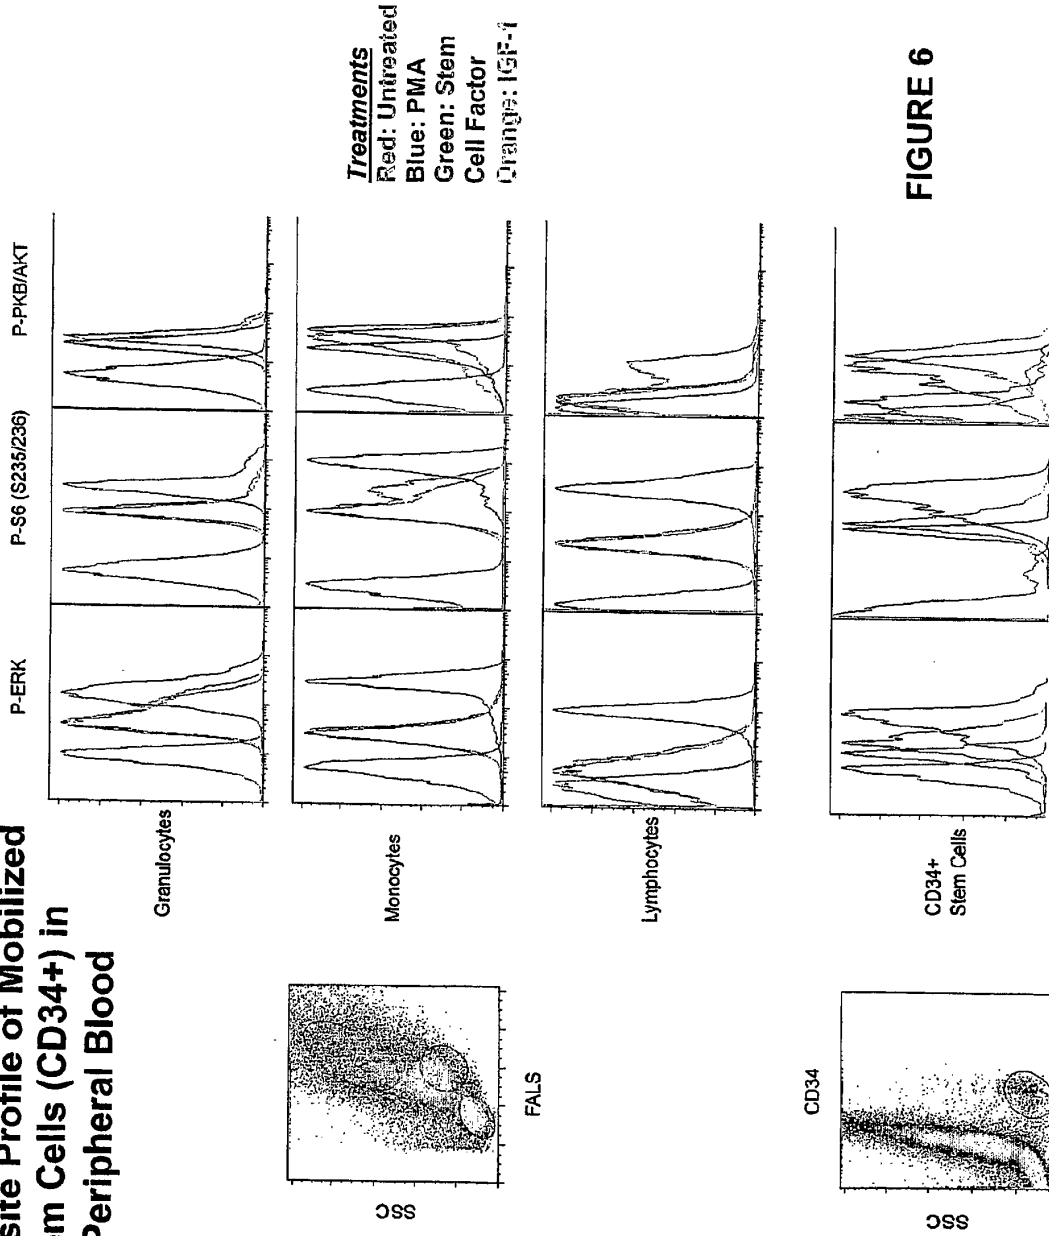 site Profile of Mobilized
m Cells (CD34+) in
Peripheral Blood
P-ERK
P-S6 (S235/236)
P-PKB/AKT
Granulocytes
Monocytes
Lymphocytes
CD34+
Stem Cells
SSC
FALS
SSC
CD34
Treatments
Red: Untreated
Blue: PMA
Green: Stem
Cell Factor
Orange: IGF-1
FIGURE 6